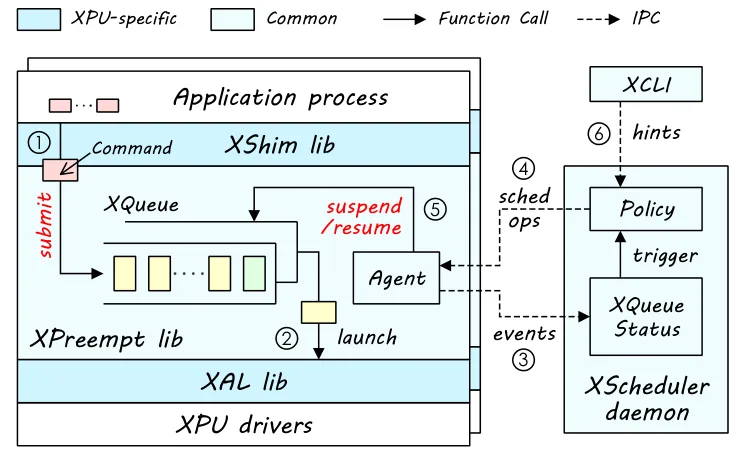 XPU-specific
Common
Function Call
IPC
Application process
XCLI
①
Command
XShim lib
⑥
hints
④
sched
ops
submit
XQueue
suspend
/resume
⑤
Policy
Agent
trigger
XQueue
Status
XPreempt lib
②
launch
events
③
XAL lib
XScheduler
daemon
XPU drivers